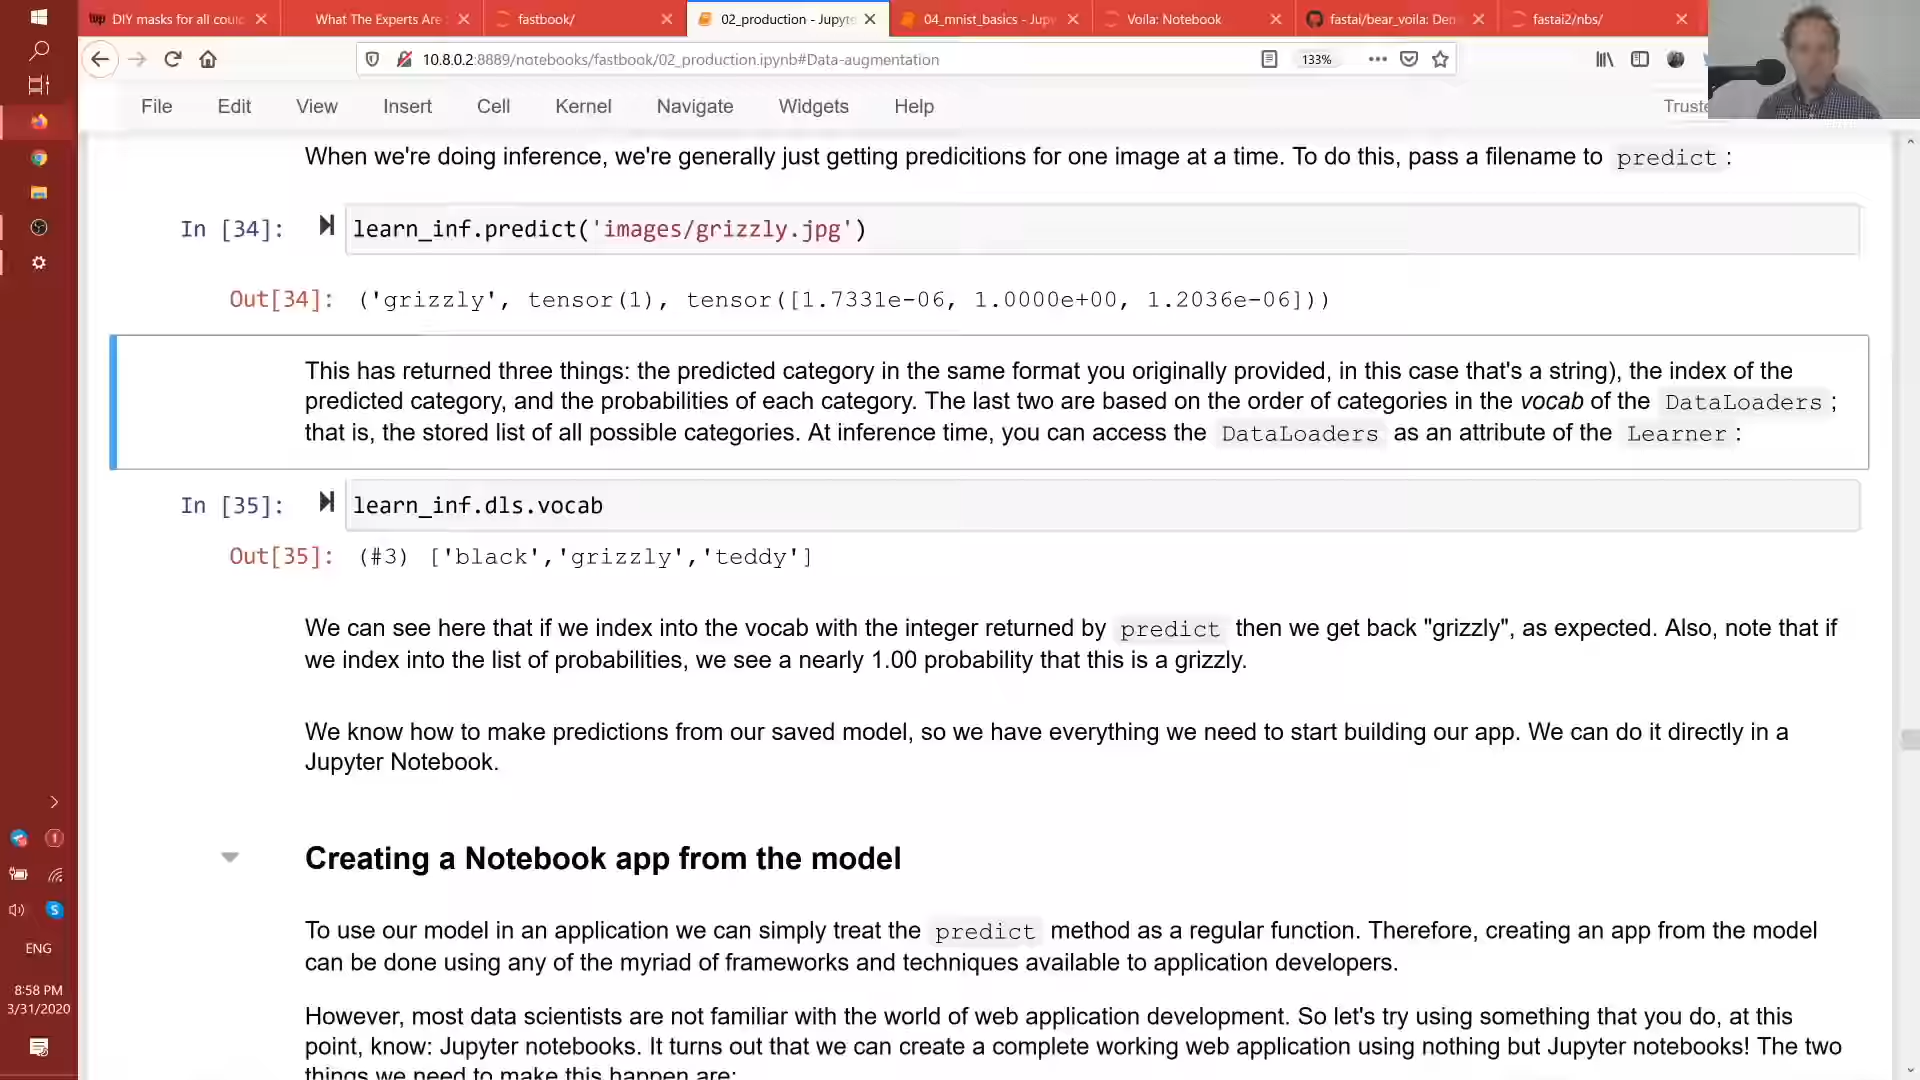 DIY masks for all coulc
What The Experts Are
fastbook/
02_production - Jupyte
04_mnist_basics - Jup
Voila: Notebook
fastai/bear_voila: Den
fastai2/nbs/
10.8.0.2:8889/notebooks/fastbook/02_production.ipynb#Data-augmentation
133%
File Edit View Insert Cell Kernel Navigate Widgets Help
Truste
When we're doing inference, we're generally just getting predicitions for one image at a time. To do this, pass a filename to predict :
In [34]: learn_inf.predict('images/grizzly.jpg')
Out[34]: ('grizzly', tensor(1), tensor([1.7331e-06, 1.0000e+00, 1.2036e-06]))
This has returned three things: the predicted category in the same format you originally provided, in this case that's a string), the index of the
predicted category, and the probabilities of each category. The last two are based on the order of categories in the vocab of the DataLoaders ;
that is, the stored list of all possible categories. At inference time, you can access the DataLoaders as an attribute of the Learner :
In [35]: learn_inf.dls.vocab
Out[35]: (#3) ['black','grizzly','teddy']
We can see here that if we index into the vocab with the integer returned by predict then we get back "grizzly", as expected. Also, note that if
we index into the list of probabilities, we see a nearly 1.00 probability that this is a grizzly.
We know how to make predictions from our saved model, so we have everything we need to start building our app. We can do it directly in a
Jupyter Notebook.
Creating a Notebook app from the model
To use our model in an application we can simply treat the predict method as a regular function. Therefore, creating an app from the model
can be done using any of the myriad of frameworks and techniques available to application developers.
However, most data scientists are not familiar with the world of web application development. So let's try using something that you do, at this
point, know: Jupyter notebooks. It turns out that we can create a complete working web application using nothing but Jupyter notebooks! The two
things we need to make this happen are:
ENG
8:58 PM
3/31/2020